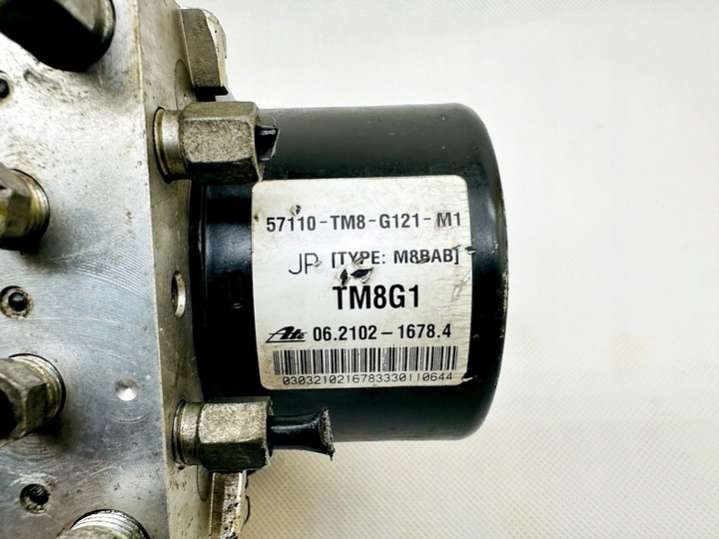 57110-TM8-G121-M1
JP [TYPE: M8BAB]
TM8G1
Ate 06.2102-1678.4
0303210216783330110644